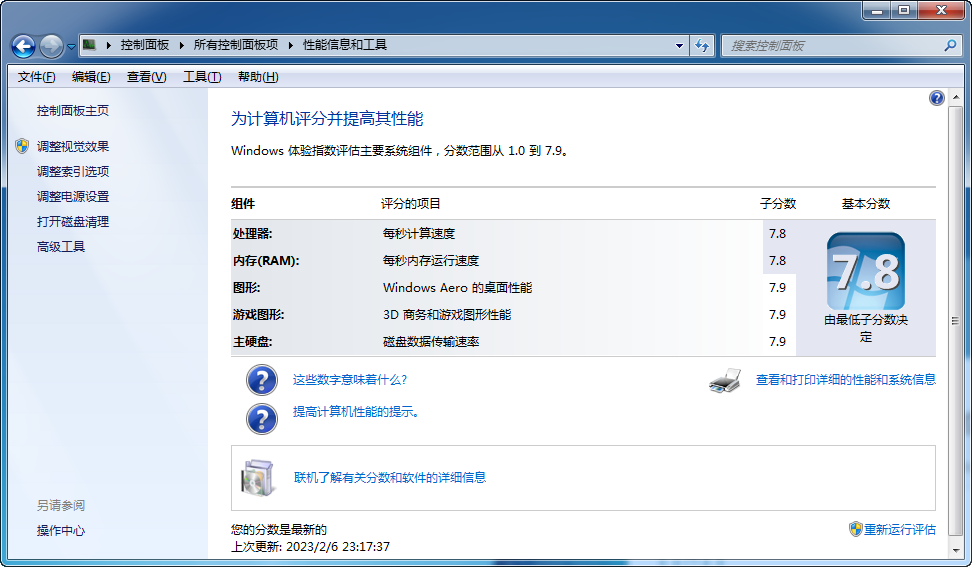 控制面板 ▸ 所有控制面板项 ▸ 性能信息和工具
搜索控制面板
文件(F) 编辑(E) 查看(V) 工具(T) 帮助(H)
控制面板主页
调整视觉效果
调整索引选项
调整电源设置
打开磁盘清理
高级工具
为计算机评分并提高其性能
Windows 体验指数评估主要系统组件，分数范围从 1.0 到 7.9。
组件 评分的项目 子分数 基本分数
处理器: 每秒计算速度 7.8
内存(RAM): 每秒内存运行速度 7.8
图形: Windows Aero 的桌面性能 7.9
游戏图形: 3D 商务和游戏图形性能 7.9
主硬盘: 磁盘数据传输速率 7.9
7.8
由最低子分数决
定
这些数字意味着什么?
查看和打印详细的性能和系统信息
提高计算机性能的提示。
联机了解有关分数和软件的详细信息
另请参阅
操作中心
您的分数是最新的
上次更新: 2023/2/6 23:17:37
重新运行评估